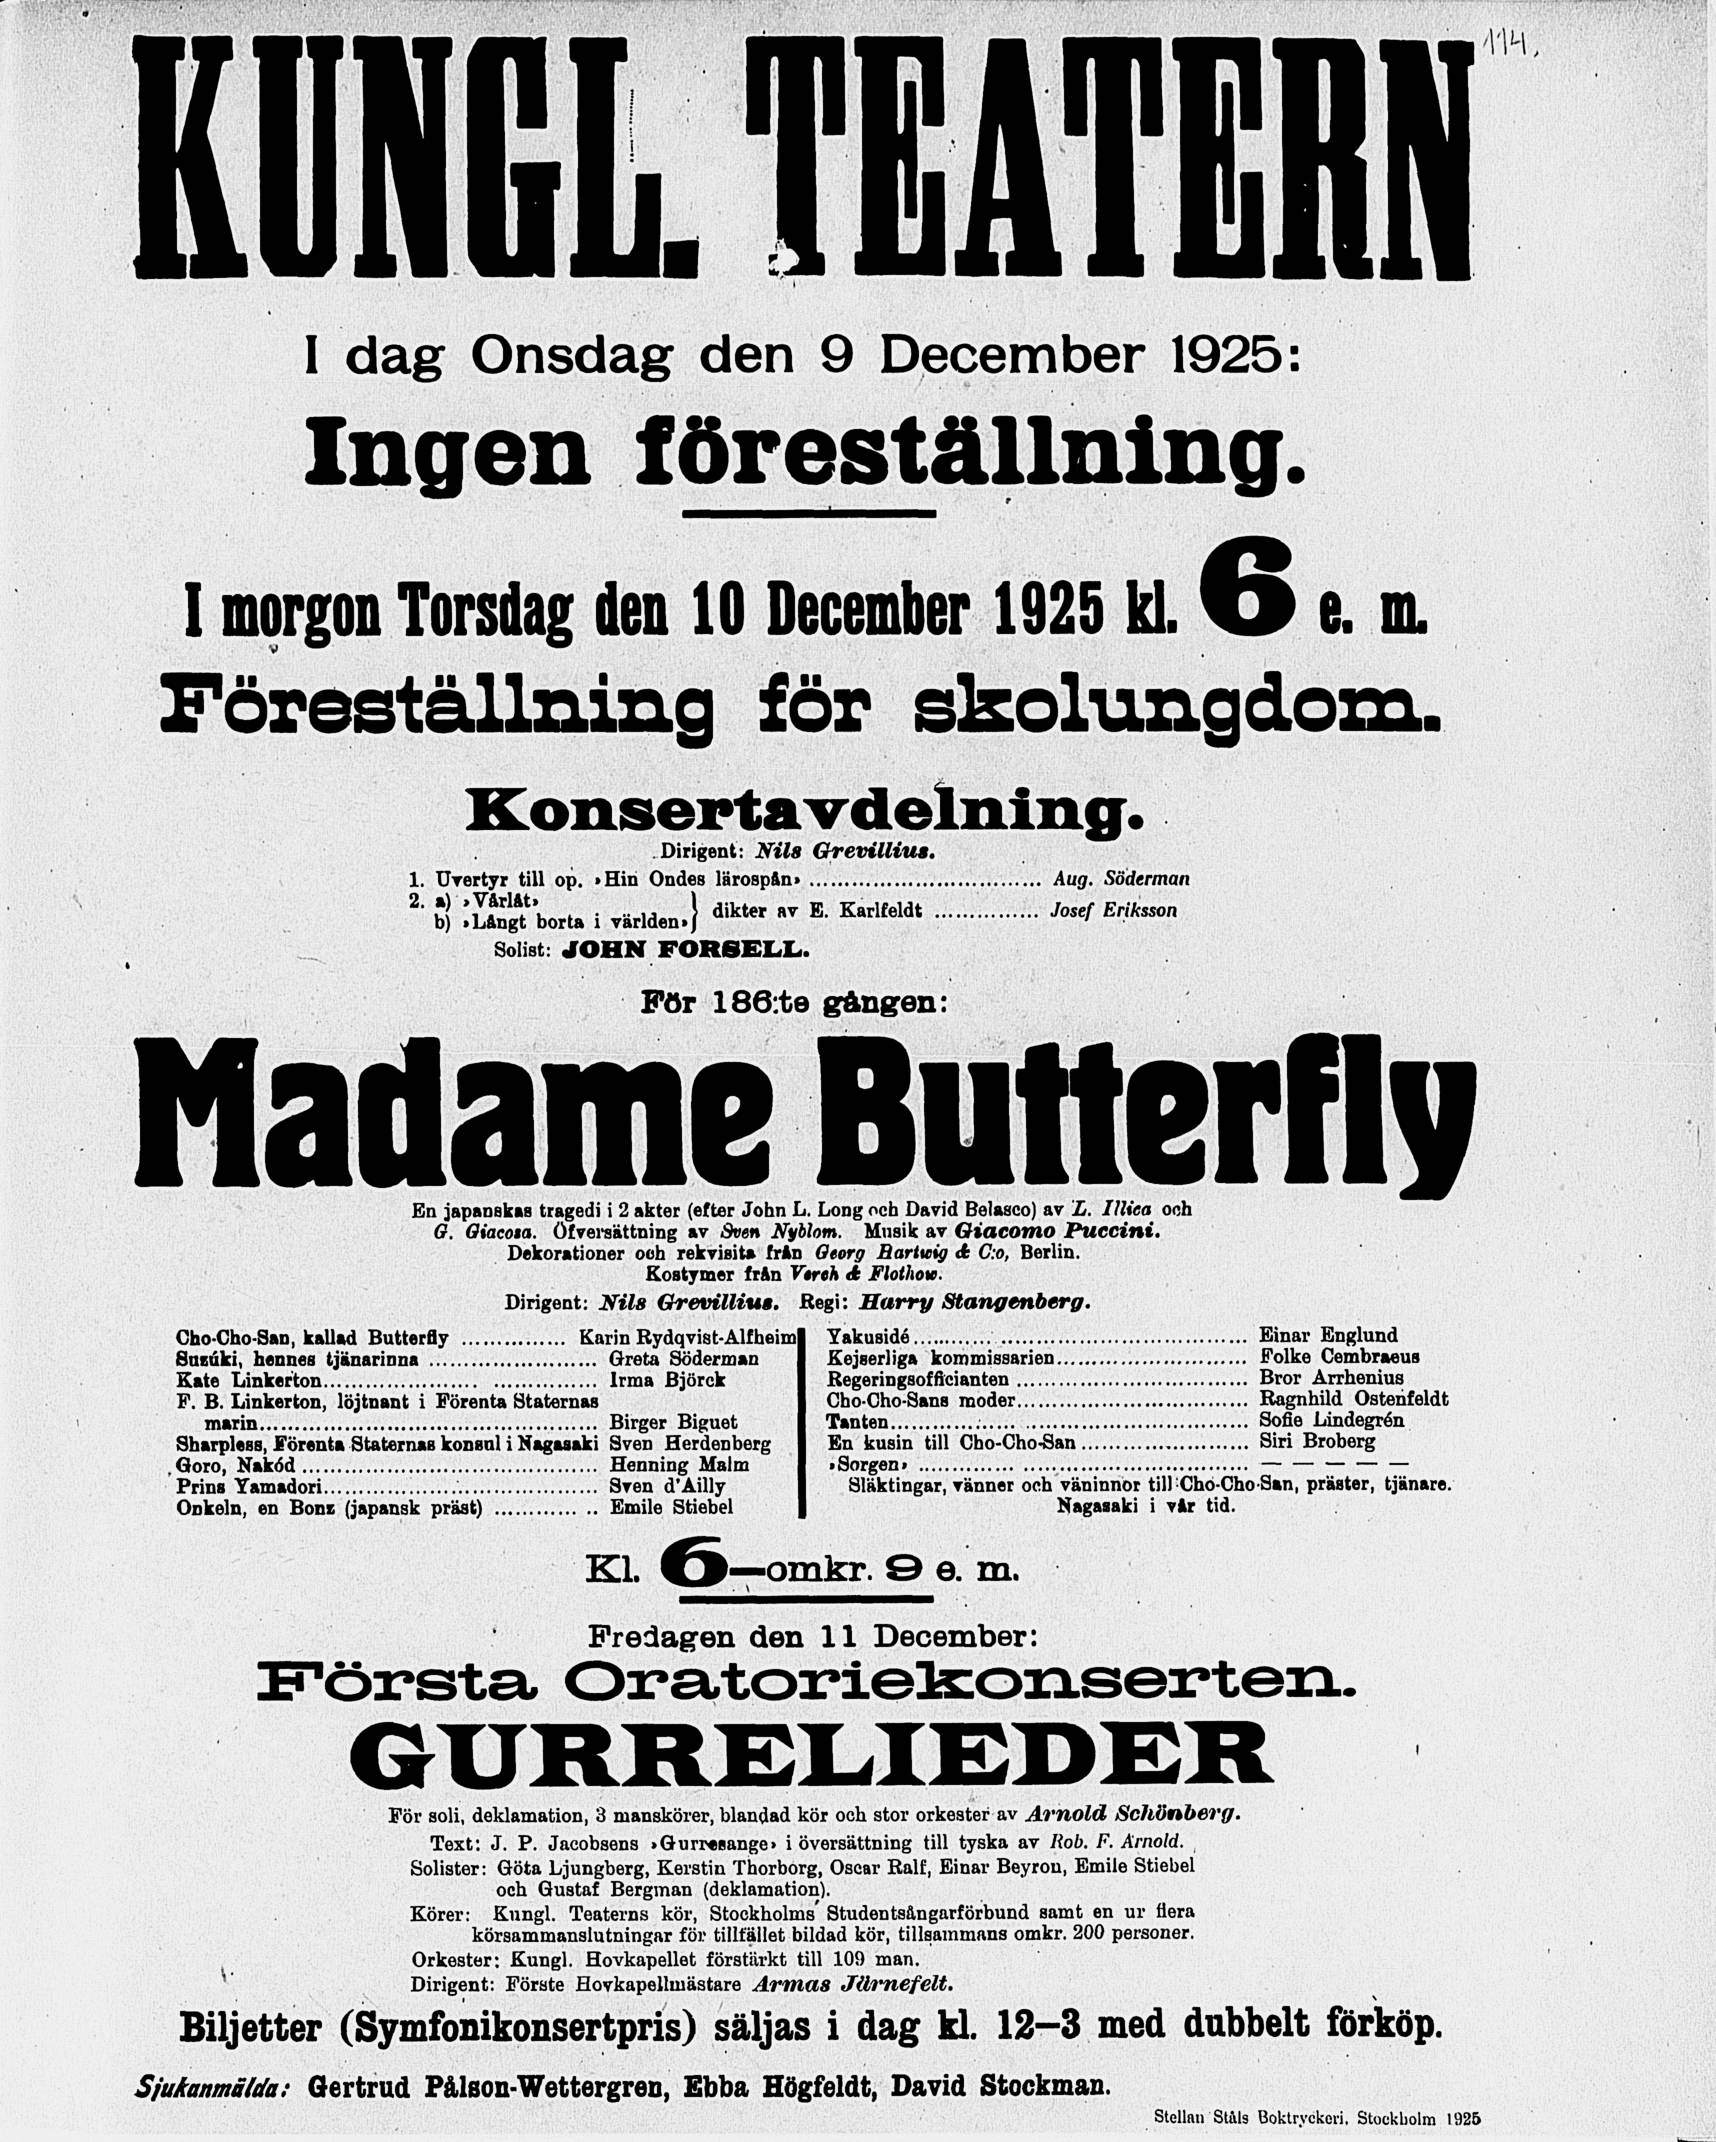 114.
KUNGL. TEATERN
I dag Onsdag den 9 December 1925:
Ingen föreställning.
I morgon Torsdag den 10 December 1925 kl. 6 e. m.
Föreställning för skolungdom.
Konsertavdelning.
Dirigent: Nils Grevillius.
1. Uvertyr till op. »Hin Ondes lärospån» ................................ Aug. Söderman
2. a) »Vårlåt»
b) »Långt borta i världen» } dikter av E. Karlfeldt ............... Josef Eriksson
Solist: JOHN FORSELL.
För 186:te gången:
Madame Butterfly
En japanskas tragedi i 2 akter (efter John L. Long och David Belasco) av L. Illica och
G. Giacosa. Öfversättning av Sven Nyblom. Musik av Giacomo Puccini.
Dekorationer och rekvisita från Georg Hartwig & C:o, Berlin.
Kostymer från Verch & Flothow.
Dirigent: Nils Grevillius. Regi: Harry Stangenberg.
Cho-Cho-San, kallad Butterfly ............... Karin Rydqvist-Alfheim
Suzúki, hennes tjänarinna ........................ Greta Söderman
Kate Linkerton...................... ............... Irma Björck
F. B. Linkerton, löjtnant i Förenta Staternas
marin................................................ Birger Biguet
Sharpless, Förenta Staternas konsul i Nagasaki Sven Herdenberg
Goro, Nakód .......................................... Henning Malm
Prins Yamadori....................................... Sven d'Ailly
Onkeln, en Bonz (japansk präst) ............ .. Emile Stiebel
Yakusidé........... ................................... Einar Englund
Kejserliga kommissarien........................... Folke Cembraeus
Regeringsofficianten ................................. Bror Arrhenius
Cho-Cho-Sans moder................................. Ragnhild Ostenfeldt
Tanten.................. ................................ Sofie Lindegrén
En kusin till Cho-Cho-San ........................ Siri Broberg
»Sorgen» .................. ................................ — — — — —
Släktingar, vänner och väninnor till Cho-Cho-San, präster, tjänare.
Nagasaki i vår tid.
Kl. 6—omkr. 9 e. m.
Fredagen den 11 December:
Första Oratoriekonserten.
GURRELIEDER
För soli, deklamation, 3 manskörer, blandad kör och stor orkester av Arnold Schönberg.
Text: J. P. Jacobsens »Gurresange» i översättning till tyska av Rob. F. Arnold.
Solister: Göta Ljungberg, Kerstin Thorborg, Oscar Ralf, Einar Beyron, Emile Stiebel
och Gustaf Bergman (deklamation).
Körer: Kungl. Teaterns kör, Stockholms Studentsångarförbund samt en ur flera
körsammanslutningar för tillfället bildad kör, tillsammans omkr. 200 personer.
Orkester: Kungl. Hovkapellet förstärkt till 109 man.
Dirigent: Förste Hovkapellmästare Armas Järnefelt.
Biljetter (Symfonikonsertpris) säljas i dag kl. 12—3 med dubbelt förköp.
Sjukanmälda: Gertrud Pålson-Wettergren, Ebba Högfeldt, David Stockman.
Stellan Ståls Boktryckeri, Stockholm 1925